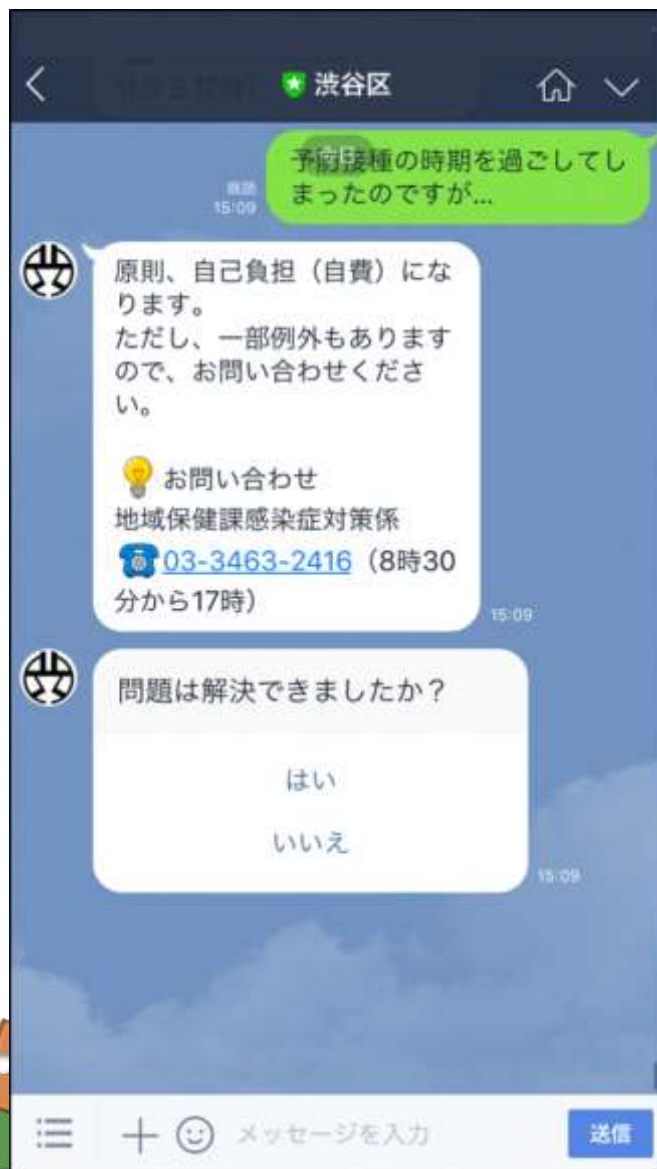 渋谷区
今日
予防接種の時期を過ごしてし
まったのですが...
既読
15:09
原則、自己負担（自費）にな
ります。
ただし、一部例外もあります
ので、お問い合わせくださ
い。
お問い合わせ
地域保健課感染症対策係
03-3463-2416（8時30
分から17時）
15:09
問題は解決できましたか？
はい
いいえ
15:09
メッセージを入力
送信